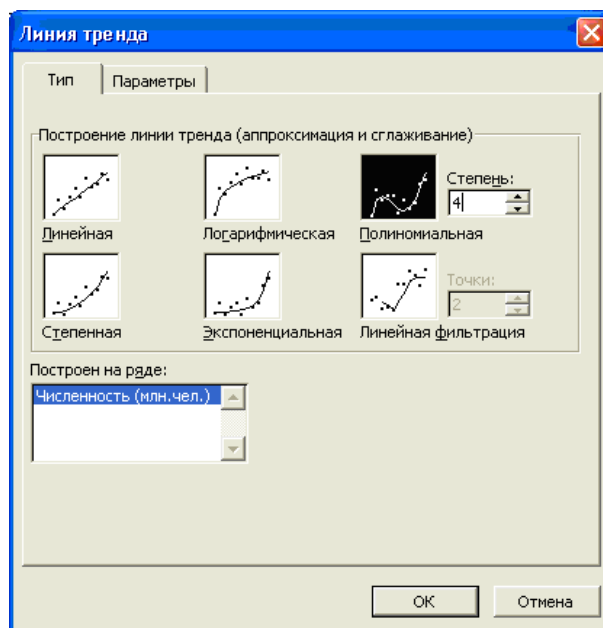 Линия тренда
Тип Параметры
Построение линии тренда (аппроксимация и сглаживание)
Степень:
4
Линейная Логарифмическая Полиномиальная
Точки:
2
Степенная Экспоненциальная Линейная фильтрация
Построен на ряде:
Численность (млн.чел.)
ОК Отмена